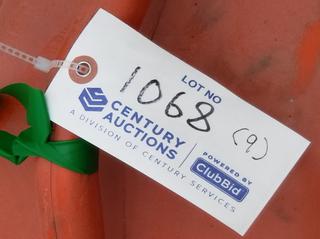 LOT NO
1068 (9)
CENTURY
AUCTIONS
A DIVISION OF CENTURY SERVICES
POWERED BY
ClubBid